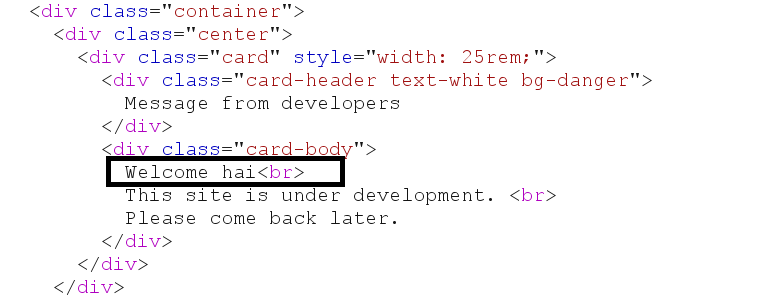 <div class="container">
<div class="center">
<div class="card" style="width: 25rem;">
<div class="card-header text-white bg-danger">
Message from developers
</div>
<div class="card-body">
Welcome hai<br>
This site is under development. <br>
Please come back later.
</div>
</div>
</div>